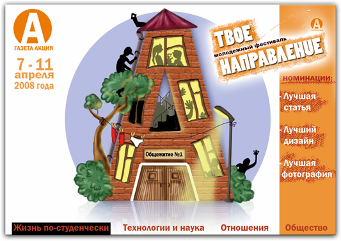 А
ГАЗЕТА АКЦИЯ
7 - 11
апреля
2008 года
ТВОЕ
молодежный фестиваль
НАПРАВЛЕНИЕ
А
номинации:
- Лучшая
статья
- Лучший
дизайн
- Лучшая
фотография
Общежитие №1
Жизнь по-студенчески
Технологии и наука
Отношения
Общество